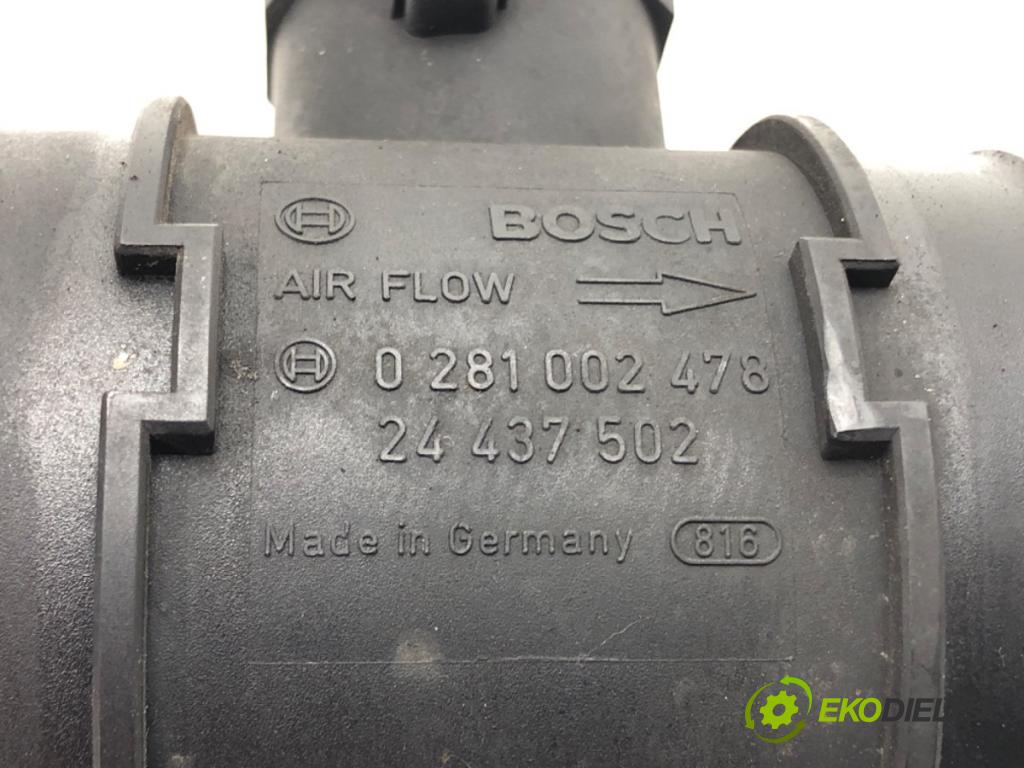 BOSCH
AIR FLOW
0 281 002 478
24 437 502
Made in Germany 816
EKODIEL